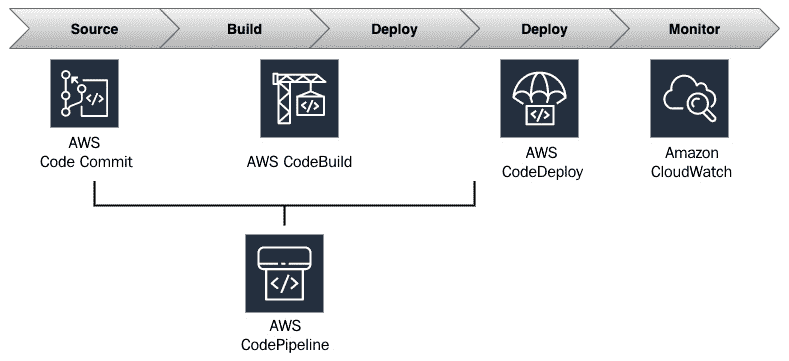 Source
Build
Deploy
Deploy
Monitor
</>
AWS
Code Commit
</>
AWS CodeBuild
</>
AWS
CodeDeploy
Amazon
CloudWatch
</>
AWS
CodePipeline